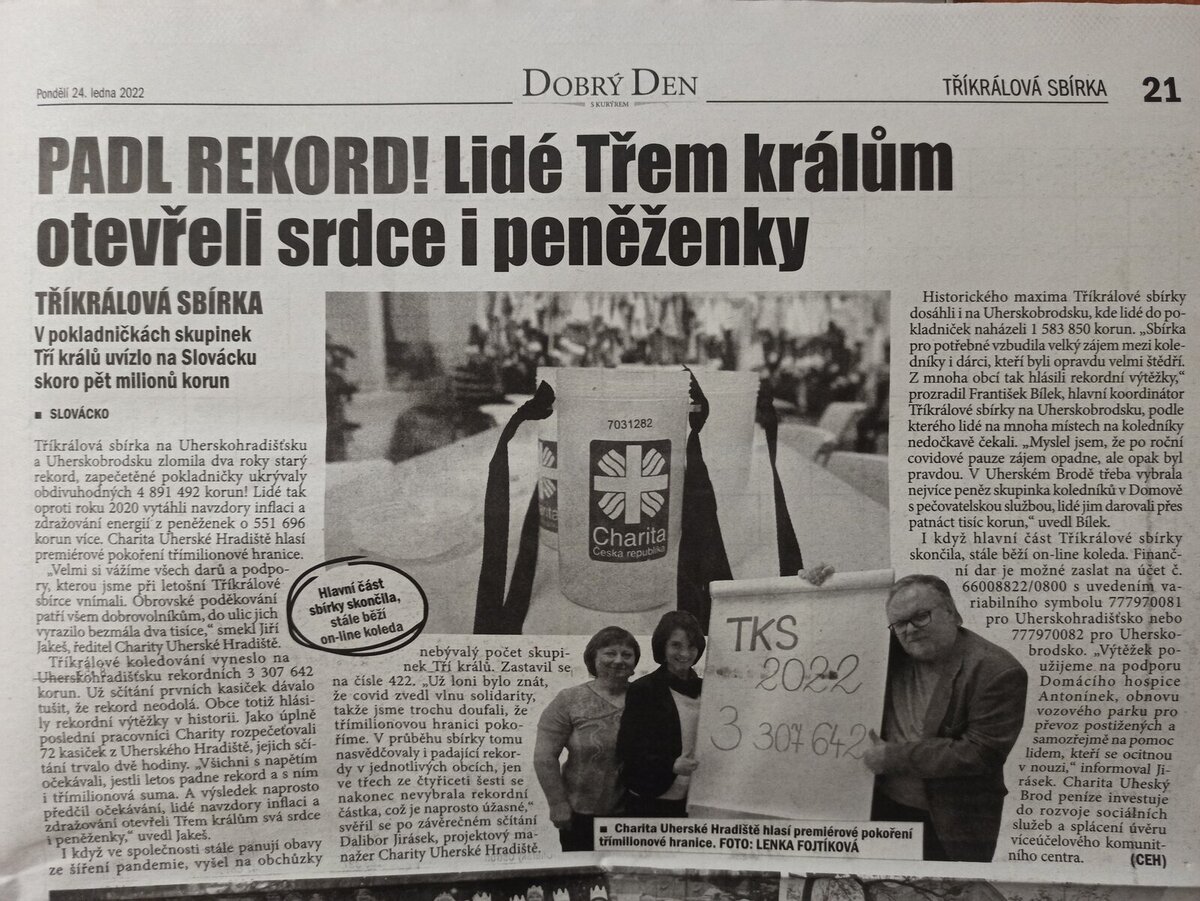 Pondělí 24. ledna 2022
DOBRÝ DEN
S KURÝREM
TŘÍKRÁLOVÁ SBÍRKA
21
PADL REKORD! Lidé Třem králům
otevřeli srdce i peněženky
TŘÍKRÁLOVÁ SBÍRKA
V pokladničkách skupinek
Tří králů uvízlo na Slovácku
skoro pět milionů korun
■ SLOVÁCKO
Tříkrálová sbírka na Uherskohradišťsku
a Uherskobrodsku zlomila dva roky starý
rekord, zapečetěné pokladničky ukrývaly
obdivuhodných 4 891 492 korun! Lidé tak
oproti roku 2020 vytáhli navzdory inflaci a
zdražování energií z peněženek o 551 696
korun více. Charita Uherské Hradiště hlasí
premiérové pokoření třímilionové hranice.
„Velmi si vážíme všech darů a podpo-
ry, kterou jsme při letošní Tříkrálové
sbírce vnímali. Obrovské poděkování
patří všem dobrovolníkům, do ulic jich
vyrazilo bezmála dva tisíce,“ smekl Jiří
Jakeš, ředitel Charity Uherské Hradiště.
Tříkrálové koledování vyneslo na
Uherskohradišťsku rekordních 3 307 642
korun. Už sčítání prvních kasiček dávalo
tušit, že rekord neodolá. Obce totiž hlási-
ly rekordní výtěžky v historii. Jako úplně
poslední pracovníci Charity rozpečeťovali
72 kasiček z Uherského Hradiště, jejich sčí-
tání trvalo dvě hodiny. „Všichni s napětím
očekávali, jestli letos padne rekord a s ním
i třímilionová suma. A výsledek naprosto
předčil očekávání, lidé navzdory inflaci a
zdražování otevřeli Třem králům svá srdce
i peněženky,“ uvedl Jakeš.
I když ve společnosti stále panují obavy
ze šíření pandemie, vyšel na obchůzky
7031282
Charita
Česká republika
Hlavní část
sbírky skončila,
stále běží
on-line koleda
nebývalý počet skupi-
nek Tří králů. Zastavil se
na čísle 422. „Už loni bylo znát,
že covid zvedl vlnu solidarity,
takže jsme trochu doufali, že
třímilionovou hranici poko-
říme. V průběhu sbírky tomu
nasvědčovaly i padající rekor-
dy v jednotlivých obcích, jen
ve třech ze čtyřiceti šesti se
nakonec nevybrala rekordní
částka, což je naprosto úžasné,“
svěřil se po závěrečném sčítání
Dalibor Jirásek, projektový ma-
nažer Charity Uherské Hradiště.
TKS
2022
3 307 642
■ Charita Uherské Hradiště hlasí premiérové pokoření
třímilionové hranice. FOTO: LENKA FOJTÍKOVÁ
Historického maxima Tříkrálové sbírky
dosáhli i na Uherskobrodsku, kde lidé do po-
kladniček naházeli 1 583 850 korun. „Sbírka
pro potřebné vzbudila velký zájem mezi kole-
dníky i dárci, kteří byli opravdu velmi štědří.
Z mnoha obcí tak hlásili rekordní výtěžky,“
prozradil František Bílek, hlavní koordinátor
Tříkrálové sbírky na Uherskobrodsku, podle
kterého lidé na mnoha místech na koledníky
nedočkavě čekali. „Myslel jsem, že po roční
covidové pauze zájem opadne, ale opak byl
pravdou. V Uherském Brodě třeba vybrala
nejvíce peněz skupinka koledníků v Domově
s pečovatelskou službou, lidé jim darovali přes
patnáct tisíc korun,“ uvedl Bílek.
I když hlavní část Tříkrálové sbírky
skončila, stále běží on-line koleda. Finanč-
ní dar je možné zaslat na účet č.
66008822/0800 s uvedením va-
riabilního symbolu 777970081
pro Uherskohradišťsko nebo
777970082 pro Uhersko-
brodsko. „Výtěžek po-
užijeme na podporu
Domácího hospice
Antonínek, obnovu
vozového parku pro
převoz postižených a
samozřejmě na pomoc
lidem, kteří se ocitnou
v nouzi,“ informoval Ji-
rásek. Charita Uheský
Brod peníze investuje
do rozvoje sociálních
služeb a splácení úvěru
víceúčelového komunit-
ního centra.
(CEH)